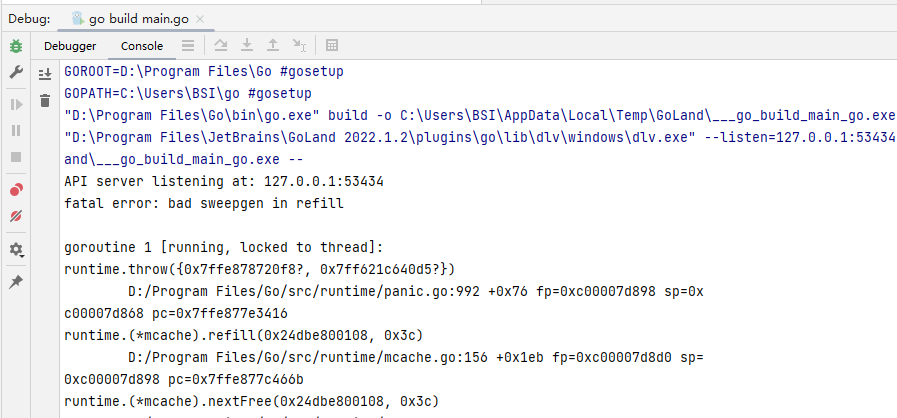 Debug: go build main.go
Debugger Console
GOROOT=D:\Program Files\Go #gosetup
GOPATH=C:\Users\BSI\go #gosetup
"D:\Program Files\Go\bin\go.exe" build -o C:\Users\BSI\AppData\Local\Temp\GoLand\___go_build_main_go.exe
"D:\Program Files\JetBrains\GoLand 2022.1.2\plugins\go\lib\dlv\windows\dlv.exe" --listen=127.0.0.1:53434
and\___go_build_main_go.exe --
API server listening at: 127.0.0.1:53434
fatal error: bad sweepgen in refill
goroutine 1 [running, locked to thread]:
runtime.throw({0x7ffe878720f8?, 0x7ff621c640d5?})
D:/Program Files/Go/src/runtime/panic.go:992 +0x76 fp=0xc00007d898 sp=0x
c00007d868 pc=0x7ffe877e3416
runtime.(*mcache).refill(0x24dbe800108, 0x3c)
D:/Program Files/Go/src/runtime/mcache.go:156 +0x1eb fp=0xc00007d8d0 sp=
0xc00007d898 pc=0x7ffe877c466b
runtime.(*mcache).nextFree(0x24dbe800108, 0x3c)